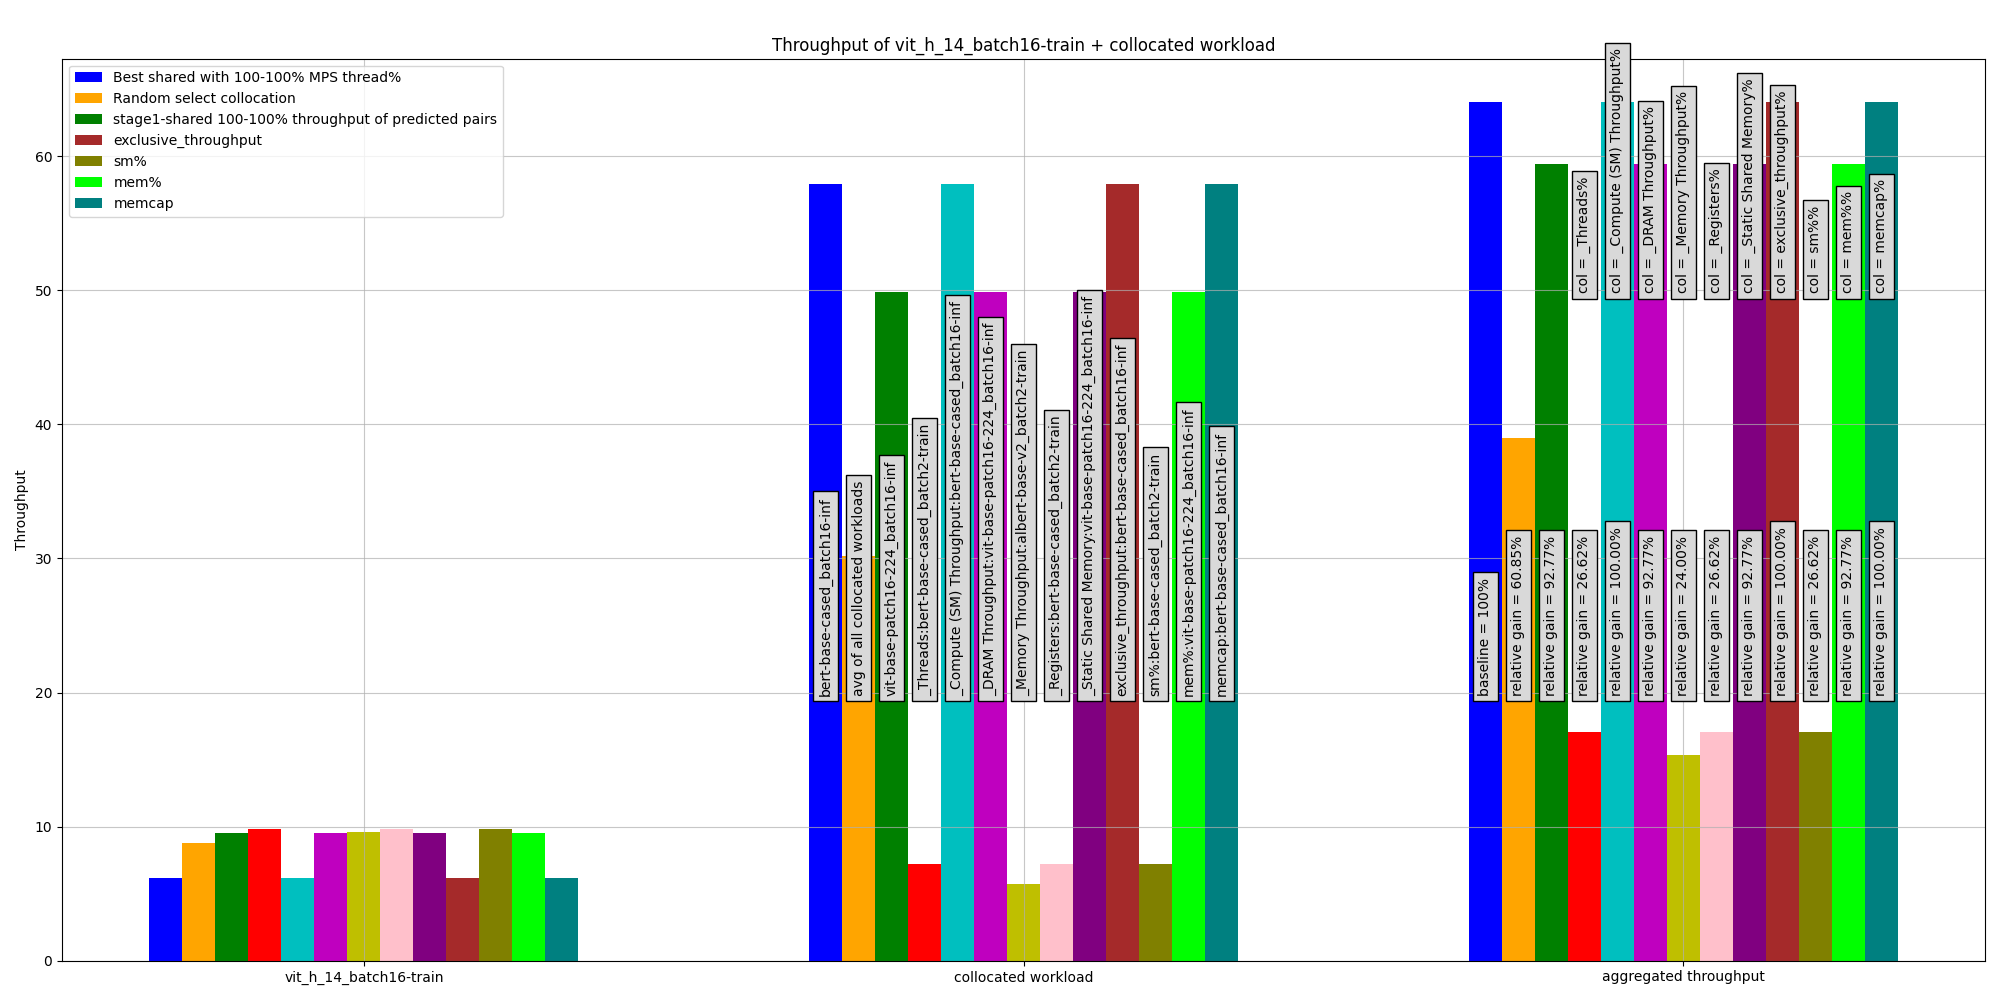 Throughput of vit_h_14_batch16-train + collocated workload
Best shared with 100-100% MPS thread%
Random select collocation
stage1-shared 100-100% throughput of predicted pairs
exclusive_throughput
sm%
mem%
memcap
Throughput
60
50
40
30
20
10
0
bert-base-cased_batch16-inf
avg of all collocated workloads
vit-base-patch16-224_batch16-inf
_Threads:bert-base-cased_batch2-train
_Compute (SM) Throughput:bert-base-cased_batch16-inf
_DRAM Throughput:vit-base-patch16-224_batch16-inf
_Memory Throughput:albert-base-v2_batch2-train
_Registers:bert-base-cased_batch2-train
_Static Shared Memory:vit-base-patch16-224_batch16-inf
exclusive_throughput:bert-base-cased_batch16-inf
sm%:bert-base-cased_batch2-train
mem%:vit-base-patch16-224_batch16-inf
memcap:bert-base-cased_batch16-inf
col = _Threads%
col = _Compute (SM) Throughput%
col = _DRAM Throughput%
col = _Memory Throughput%
col = _Registers%
col = _Static Shared Memory%
col = exclusive_throughput%
col = sm%%
col = mem%%
col = memcap%
baseline = 100%
relative gain = 60.85%
relative gain = 92.77%
relative gain = 26.62%
relative gain = 100.00%
relative gain = 92.77%
relative gain = 24.00%
relative gain = 26.62%
relative gain = 92.77%
relative gain = 100.00%
relative gain = 26.62%
relative gain = 92.77%
relative gain = 100.00%
vit_h_14_batch16-train
collocated workload
aggregated throughput